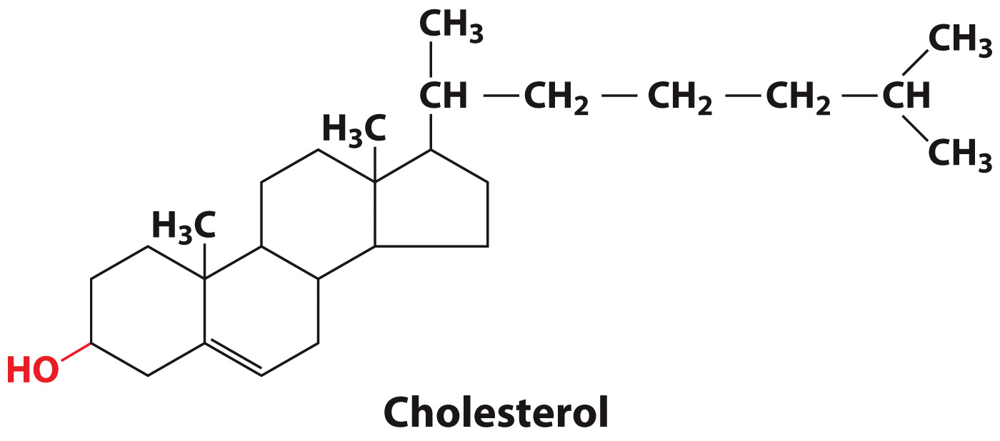 CH₃
CH₃
CH — CH₂ — CH₂ — CH₂ — CH
H₃C
CH₃
H₃C
HO
Cholesterol